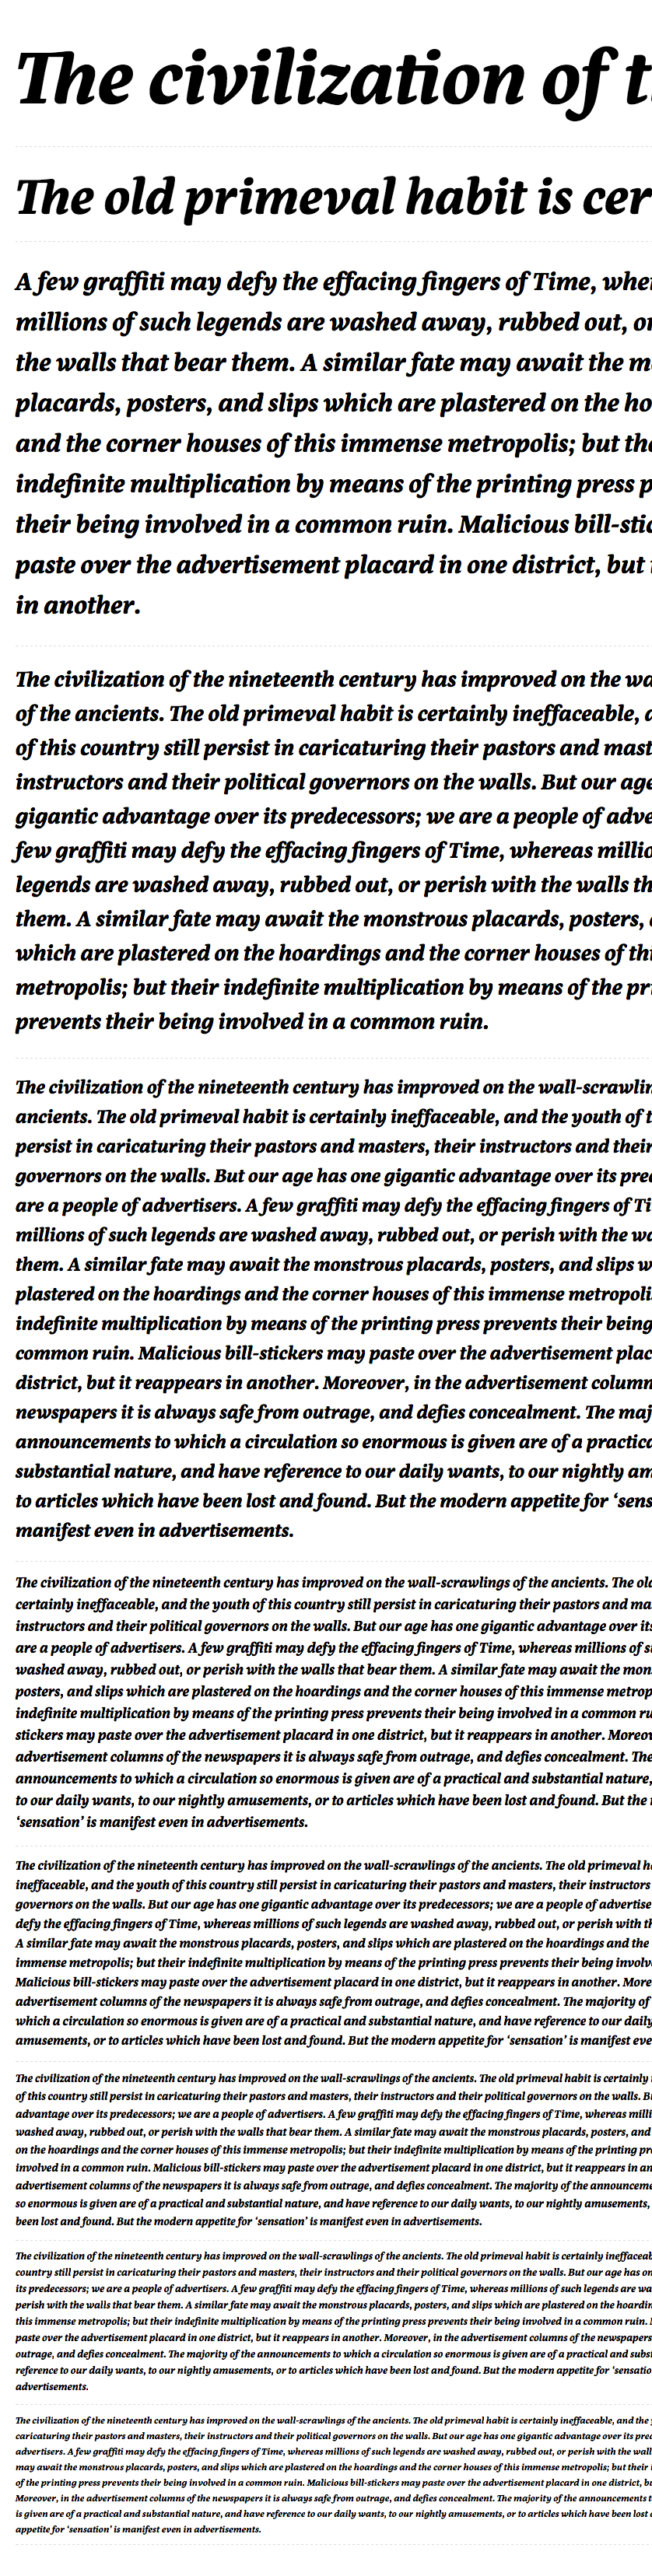 The civilization of t
The old primeval habit is cer
A few graffiti may defy the effacing fingers of Time, wher
millions of such legends are washed away, rubbed out, or
the walls that bear them. A similar fate may await the m
placards, posters, and slips which are plastered on the ho
and the corner houses of this immense metropolis; but the
indefinite multiplication by means of the printing press p
their being involved in a common ruin. Malicious bill-stic
paste over the advertisement placard in one district, but i
in another.
The civilization of the nineteenth century has improved on the wa
of the ancients. The old primeval habit is certainly ineffaceable, a
of this country still persist in caricaturing their pastors and mast
instructors and their political governors on the walls. But our age
gigantic advantage over its predecessors; we are a people of adve
few graffiti may defy the effacing fingers of Time, whereas millio
legends are washed away, rubbed out, or perish with the walls th
them. A similar fate may await the monstrous placards, posters,
which are plastered on the hoardings and the corner houses of thi
metropolis; but their indefinite multiplication by means of the pri
prevents their being involved in a common ruin.
The civilization of the nineteenth century has improved on the wall-scrawlin
ancients. The old primeval habit is certainly ineffaceable, and the youth of t
persist in caricaturing their pastors and masters, their instructors and their
governors on the walls. But our age has one gigantic advantage over its pred
are a people of advertisers. A few graffiti may defy the effacing fingers of Ti
millions of such legends are washed away, rubbed out, or perish with the wa
them. A similar fate may await the monstrous placards, posters, and slips w
plastered on the hoardings and the corner houses of this immense metropoli
indefinite multiplication by means of the printing press prevents their being
common ruin. Malicious bill-stickers may paste over the advertisement plac
district, but it reappears in another. Moreover, in the advertisement column
newspapers it is always safe from outrage, and defies concealment. The maj
announcements to which a circulation so enormous is given are of a practica
substantial nature, and have reference to our daily wants, to our nightly am
to articles which have been lost and found. But the modern appetite for ‘sens
manifest even in advertisements.
The civilization of the nineteenth century has improved on the wall-scrawlings of the ancients. The old
certainly ineffaceable, and the youth of this country still persist in caricaturing their pastors and ma
instructors and their political governors on the walls. But our age has one gigantic advantage over its
are a people of advertisers. A few graffiti may defy the effacing fingers of Time, whereas millions of su
washed away, rubbed out, or perish with the walls that bear them. A similar fate may await the mon
posters, and slips which are plastered on the hoardings and the corner houses of this immense metrop
indefinite multiplication by means of the printing press prevents their being involved in a common ru
stickers may paste over the advertisement placard in one district, but it reappears in another. Moreov
advertisement columns of the newspapers it is always safe from outrage, and defies concealment. The
announcements to which a circulation so enormous is given are of a practical and substantial nature,
to our daily wants, to our nightly amusements, or to articles which have been lost and found. But the
‘sensation’ is manifest even in advertisements.
The civilization of the nineteenth century has improved on the wall-scrawlings of the ancients. The old primeval ha
ineffaceable, and the youth of this country still persist in caricaturing their pastors and masters, their instructors
governors on the walls. But our age has one gigantic advantage over its predecessors; we are a people of advertise
defy the effacing fingers of Time, whereas millions of such legends are washed away, rubbed out, or perish with th
A similar fate may await the monstrous placards, posters, and slips which are plastered on the hoardings and the
immense metropolis; but their indefinite multiplication by means of the printing press prevents their being involv
Malicious bill-stickers may paste over the advertisement placard in one district, but it reappears in another. More
advertisement columns of the newspapers it is always safe from outrage, and defies concealment. The majority of
which a circulation so enormous is given are of a practical and substantial nature, and have reference to our daily
amusements, or to articles which have been lost and found. But the modern appetite for ‘sensation’ is manifest eve
The civilization of the nineteenth century has improved on the wall-scrawlings of the ancients. The old primeval habit is certainly
of this country still persist in caricaturing their pastors and masters, their instructors and their political governors on the walls. B
advantage over its predecessors; we are a people of advertisers. A few graffiti may defy the effacing fingers of Time, whereas milli
washed away, rubbed out, or perish with the walls that bear them. A similar fate may await the monstrous placards, posters, and
on the hoardings and the corner houses of this immense metropolis; but their indefinite multiplication by means of the printing pr
involved in a common ruin. Malicious bill-stickers may paste over the advertisement placard in one district, but it reappears in an
advertisement columns of the newspapers it is always safe from outrage, and defies concealment. The majority of the announceme
so enormous is given are of a practical and substantial nature, and have reference to our daily wants, to our nightly amusements,
been lost and found. But the modern appetite for ‘sensation’ is manifest even in advertisements.
The civilization of the nineteenth century has improved on the wall-scrawlings of the ancients. The old primeval habit is certainly ineffaceab
country still persist in caricaturing their pastors and masters, their instructors and their political governors on the walls. But our age has on
its predecessors; we are a people of advertisers. A few graffiti may defy the effacing fingers of Time, whereas millions of such legends are wa
perish with the walls that bear them. A similar fate may await the monstrous placards, posters, and slips which are plastered on the hoardin
this immense metropolis; but their indefinite multiplication by means of the printing press prevents their being involved in a common ruin.
paste over the advertisement placard in one district, but it reappears in another. Moreover, in the advertisement columns of the newspapers
outrage, and defies concealment. The majority of the announcements to which a circulation so enormous is given are of a practical and subst
reference to our daily wants, to our nightly amusements, or to articles which have been lost and found. But the modern appetite for ‘sensatio
advertisements.
The civilization of the nineteenth century has improved on the wall-scrawlings of the ancients. The old primeval habit is certainly ineffaceable, and the
caricaturing their pastors and masters, their instructors and their political governors on the walls. But our age has one gigantic advantage over its pred
advertisers. A few graffiti may defy the effacing fingers of Time, whereas millions of such legends are washed away, rubbed out, or perish with the wall
may await the monstrous placards, posters, and slips which are plastered on the hoardings and the corner houses of this immense metropolis; but their
of the printing press prevents their being involved in a common ruin. Malicious bill-stickers may paste over the advertisement placard in one district, bu
Moreover, in the advertisement columns of the newspapers it is always safe from outrage, and defies concealment. The majority of the announcements t
is given are of a practical and substantial nature, and have reference to our daily wants, to our nightly amusements, or to articles which have been lost
appetite for ‘sensation’ is manifest even in advertisements.